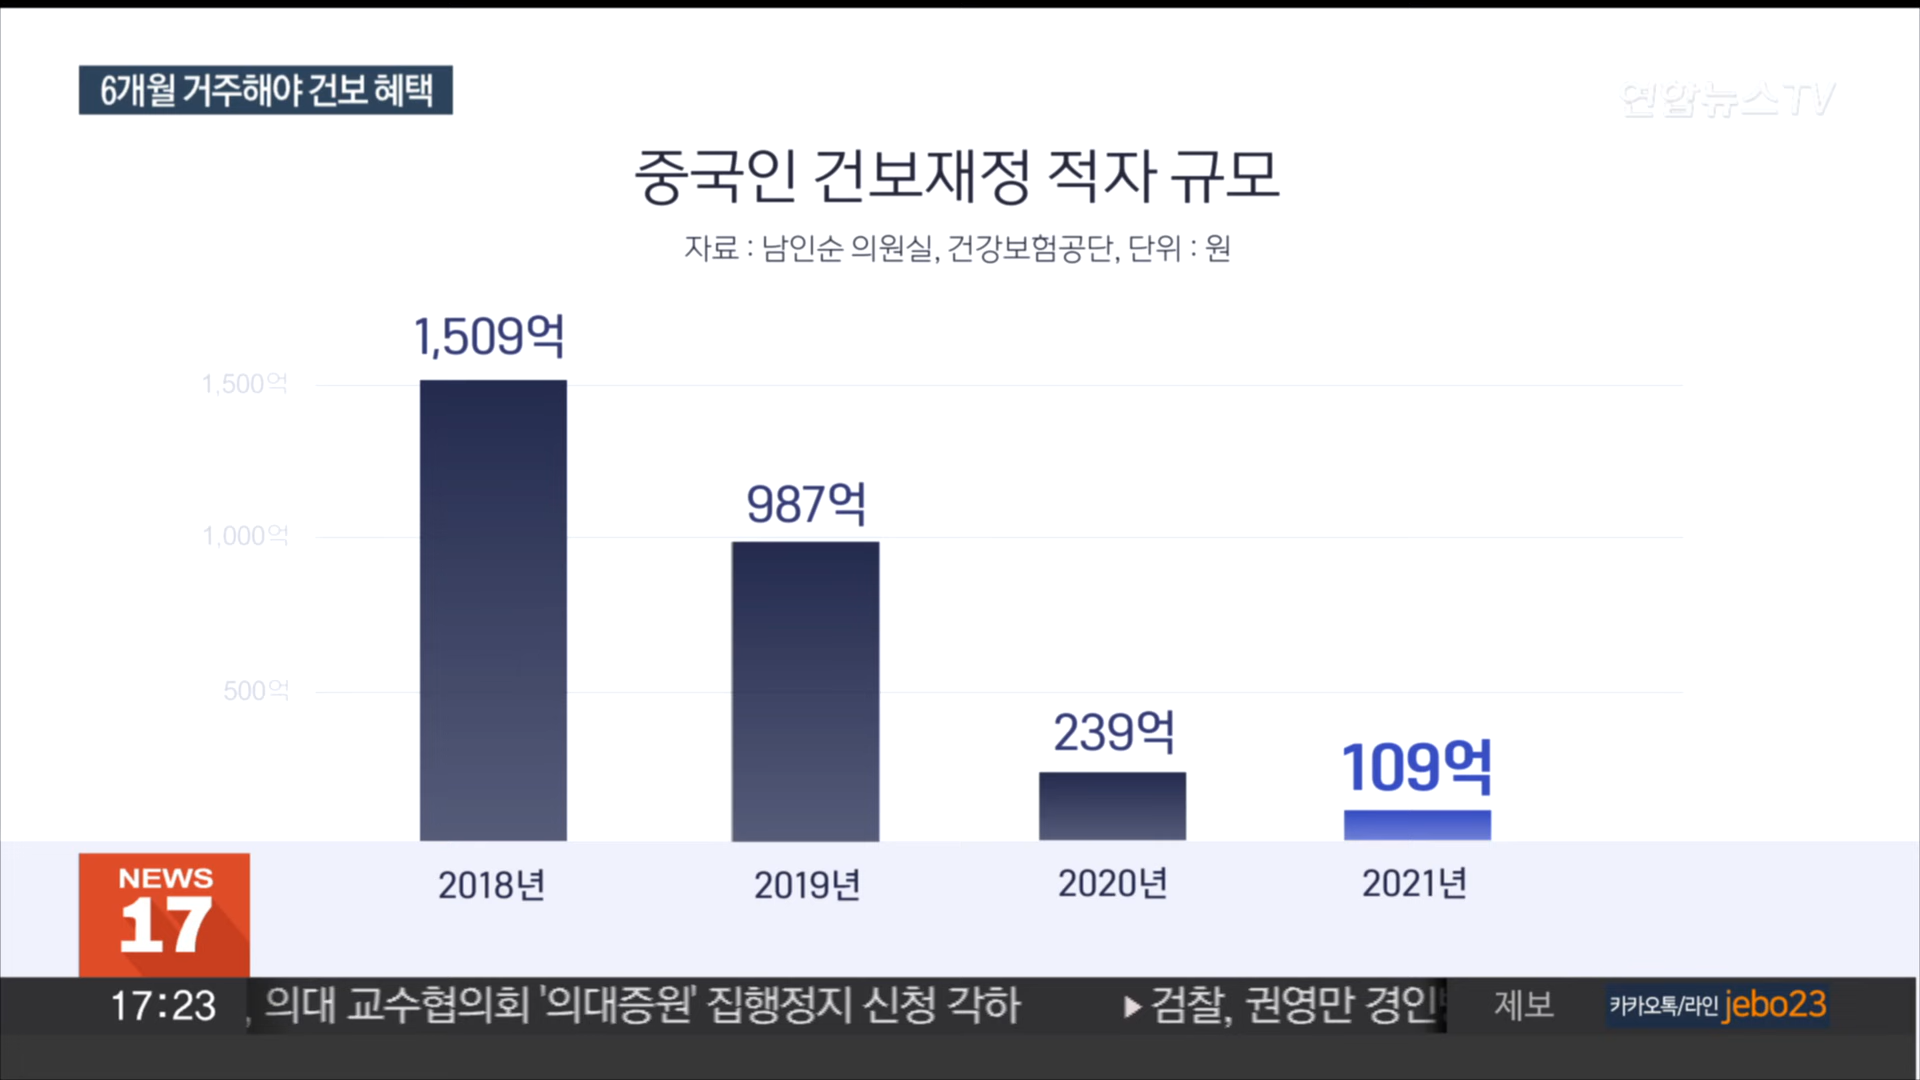 6개월 거주해야 건보 혜택
연합뉴스TV
중국인 건보재정 적자 규모
자료 : 남인순 의원실, 건강보험공단, 단위 : 원
1,509억
1,500억
987억
1,000억
500억
239억
109억
2018년
2019년
2020년
2021년
NEWS
17
17:23
, 의대 교수협의회 '의대증원' 집행정지 신청 각하
▶검찰, 권영만 경인
제보
카카오톡/라인 jebo23